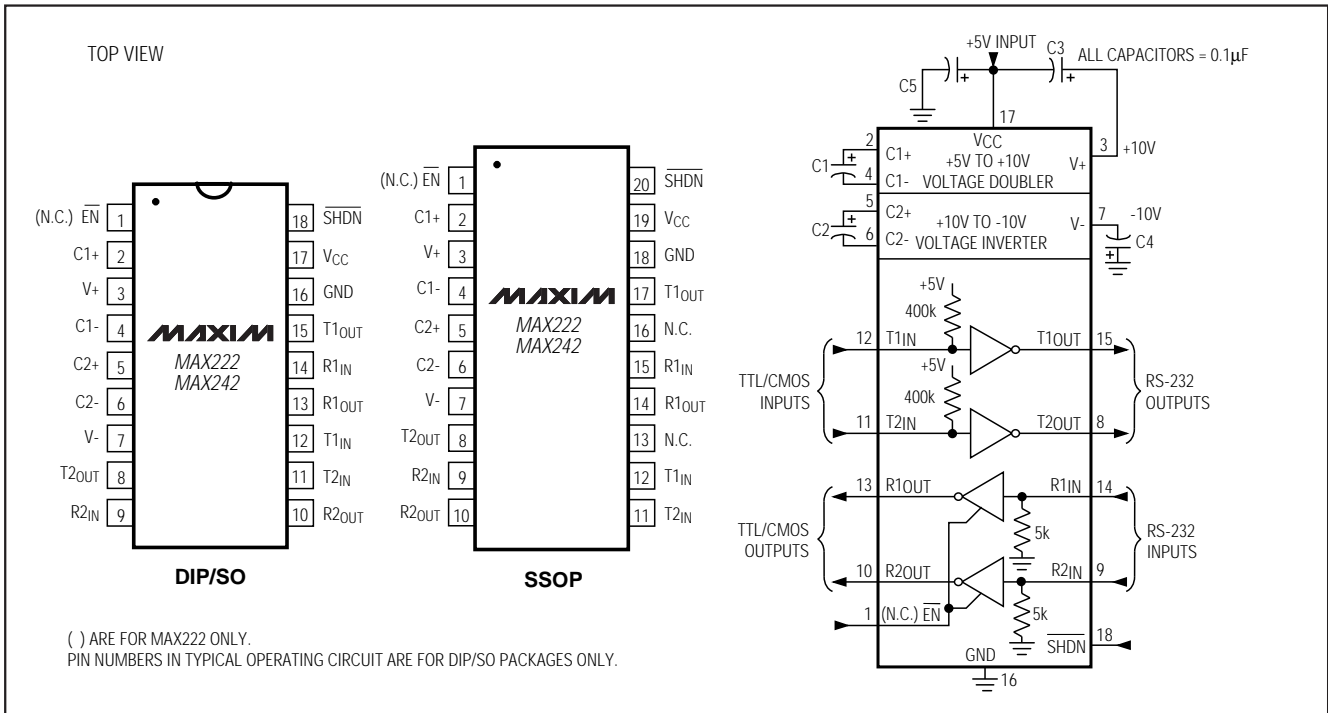 TOP VIEW
(N.C.) EN 1
C1+ 2
V+ 3
C1- 4
C2+ 5
C2- 6
V- 7
T2OUT 8
R2IN 9
18 SHDN
17 VCC
16 GND
15 T1OUT
14 R1IN
13 R1OUT
12 T1IN
11 T2IN
10 R2OUT
MAXIM
MAX222
MAX242
DIP/SO
(N.C.) EN 1
C1+ 2
V+ 3
C1- 4
C2+ 5
C2- 6
V- 7
T2OUT 8
R2IN 9
R2OUT 10
20 SHDN
19 VCC
18 GND
17 T1OUT
16 N.C.
15 R1IN
14 R1OUT
13 N.C.
12 T1IN
11 T2IN
MAXIM
MAX222
MAX242
SSOP
( ) ARE FOR MAX222 ONLY.
PIN NUMBERS IN TYPICAL OPERATING CIRCUIT ARE FOR DIP/SO PACKAGES ONLY.
+5V INPUT
C3
ALL CAPACITORS = 0.1μF
C5
+
+
17
VCC
2
C1+
C1
+
4
C1-
+5V TO +10V
VOLTAGE DOUBLER
V+
3
+10V
5
C2+
C2
+
6
C2-
+10V TO -10V
VOLTAGE INVERTER
V-
7
-10V
C4
+
+5V
400k
12 T1IN
T1OUT 15
TTL/CMOS
INPUTS
+5V
400k
RS-232
OUTPUTS
11 T2IN
T2OUT 8
13 R1OUT
R1IN 14
TTL/CMOS
OUTPUTS
5k
RS-232
INPUTS
10 R2OUT
R2IN 9
5k
1 (N.C.) EN
SHDN 18
GND
16